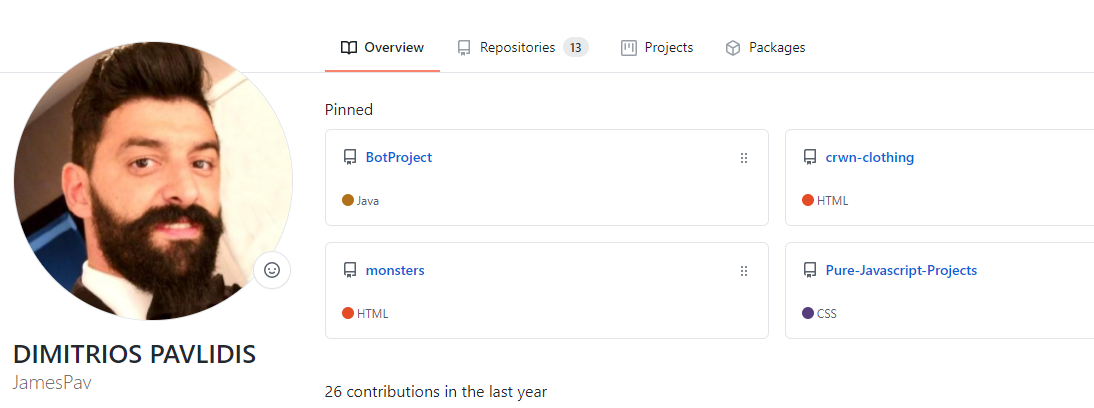 Overview Repositories 13 Projects Packages
Pinned
BotProject
Java
crwn-clothing
HTML
monsters
HTML
Pure-Javascript-Projects
CSS
DIMITRIOS PAVLIDIS
JamesPav
26 contributions in the last year